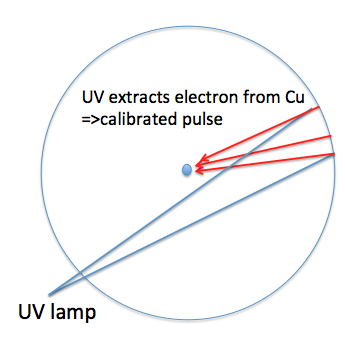 UV extracts electron from Cu
=>calibrated pulse
UV lamp